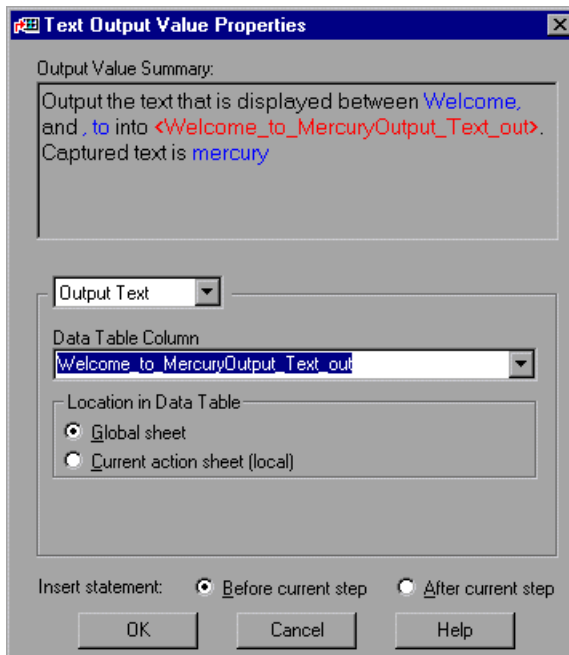 Text Output Value Properties
Output Value Summary:
Output the text that is displayed between Welcome,
and , to into <Welcome_to_MercuryOutput_Text_out>.
Captured text is mercury
Output Text
Data Table Column
Welcome_to_MercuryOutput_Text_out
Location in Data Table
Global sheet
Current action sheet (local)
Insert statement: Before current step After current step
OK Cancel Help